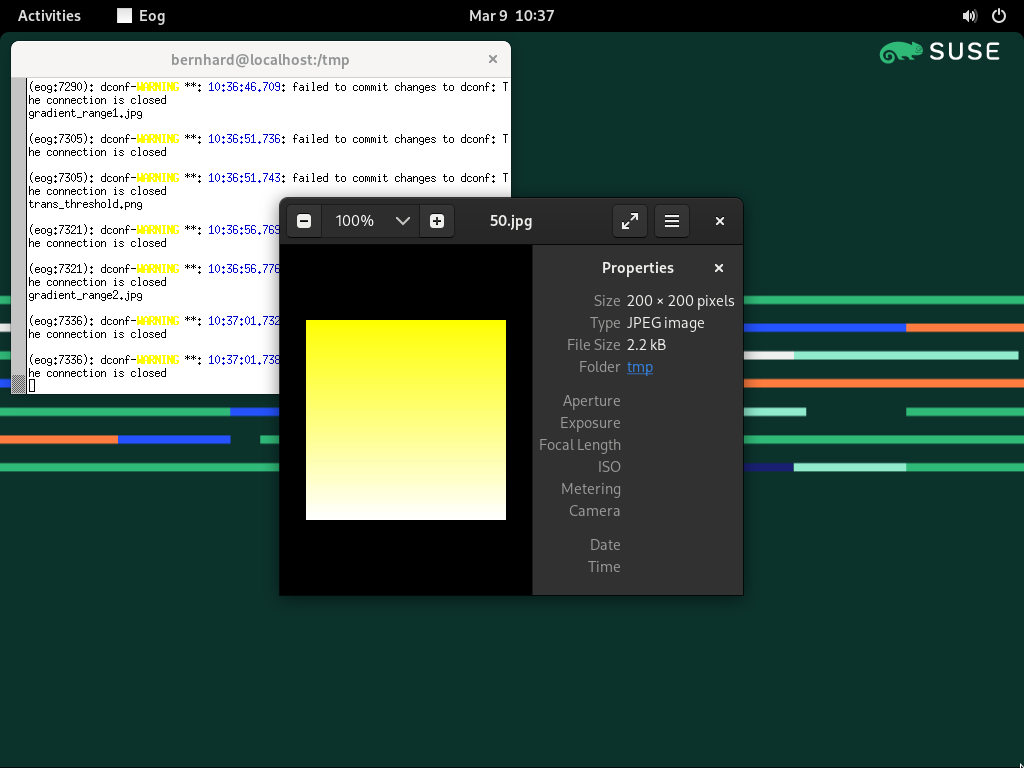 Activities
Eog
Mar 9 10:37
SUSE
bernhard@localhost:/tmp
(eog:7290): dconf-WARNING **: 10:36:46.709: failed to commit changes to dconf: T
he connection is closed
gradient_range1.jpg
(eog:7305): dconf-WARNING **: 10:36:51.736: failed to commit changes to dconf: T
he connection is closed
(eog:7305): dconf-WARNING **: 10:36:51.743: failed to commit changes to dconf: T
he connection is closed
trans_threshold.png
(eog:7321): dconf-WARNING **: 10:36:56.769
he connection is closed
(eog:7321): dconf-WARNING **: 10:36:56.776
he connection is closed
gradient_range2.jpg
(eog:7336): dconf-WARNING **: 10:37:01.732
he connection is closed
(eog:7336): dconf-WARNING **: 10:37:01.738
he connection is closed
100%
50.jpg
Properties
Size 200 × 200 pixels
Type JPEG image
File Size 2.2 kB
Folder tmp
Aperture
Exposure
Focal Length
ISO
Metering
Camera
Date
Time